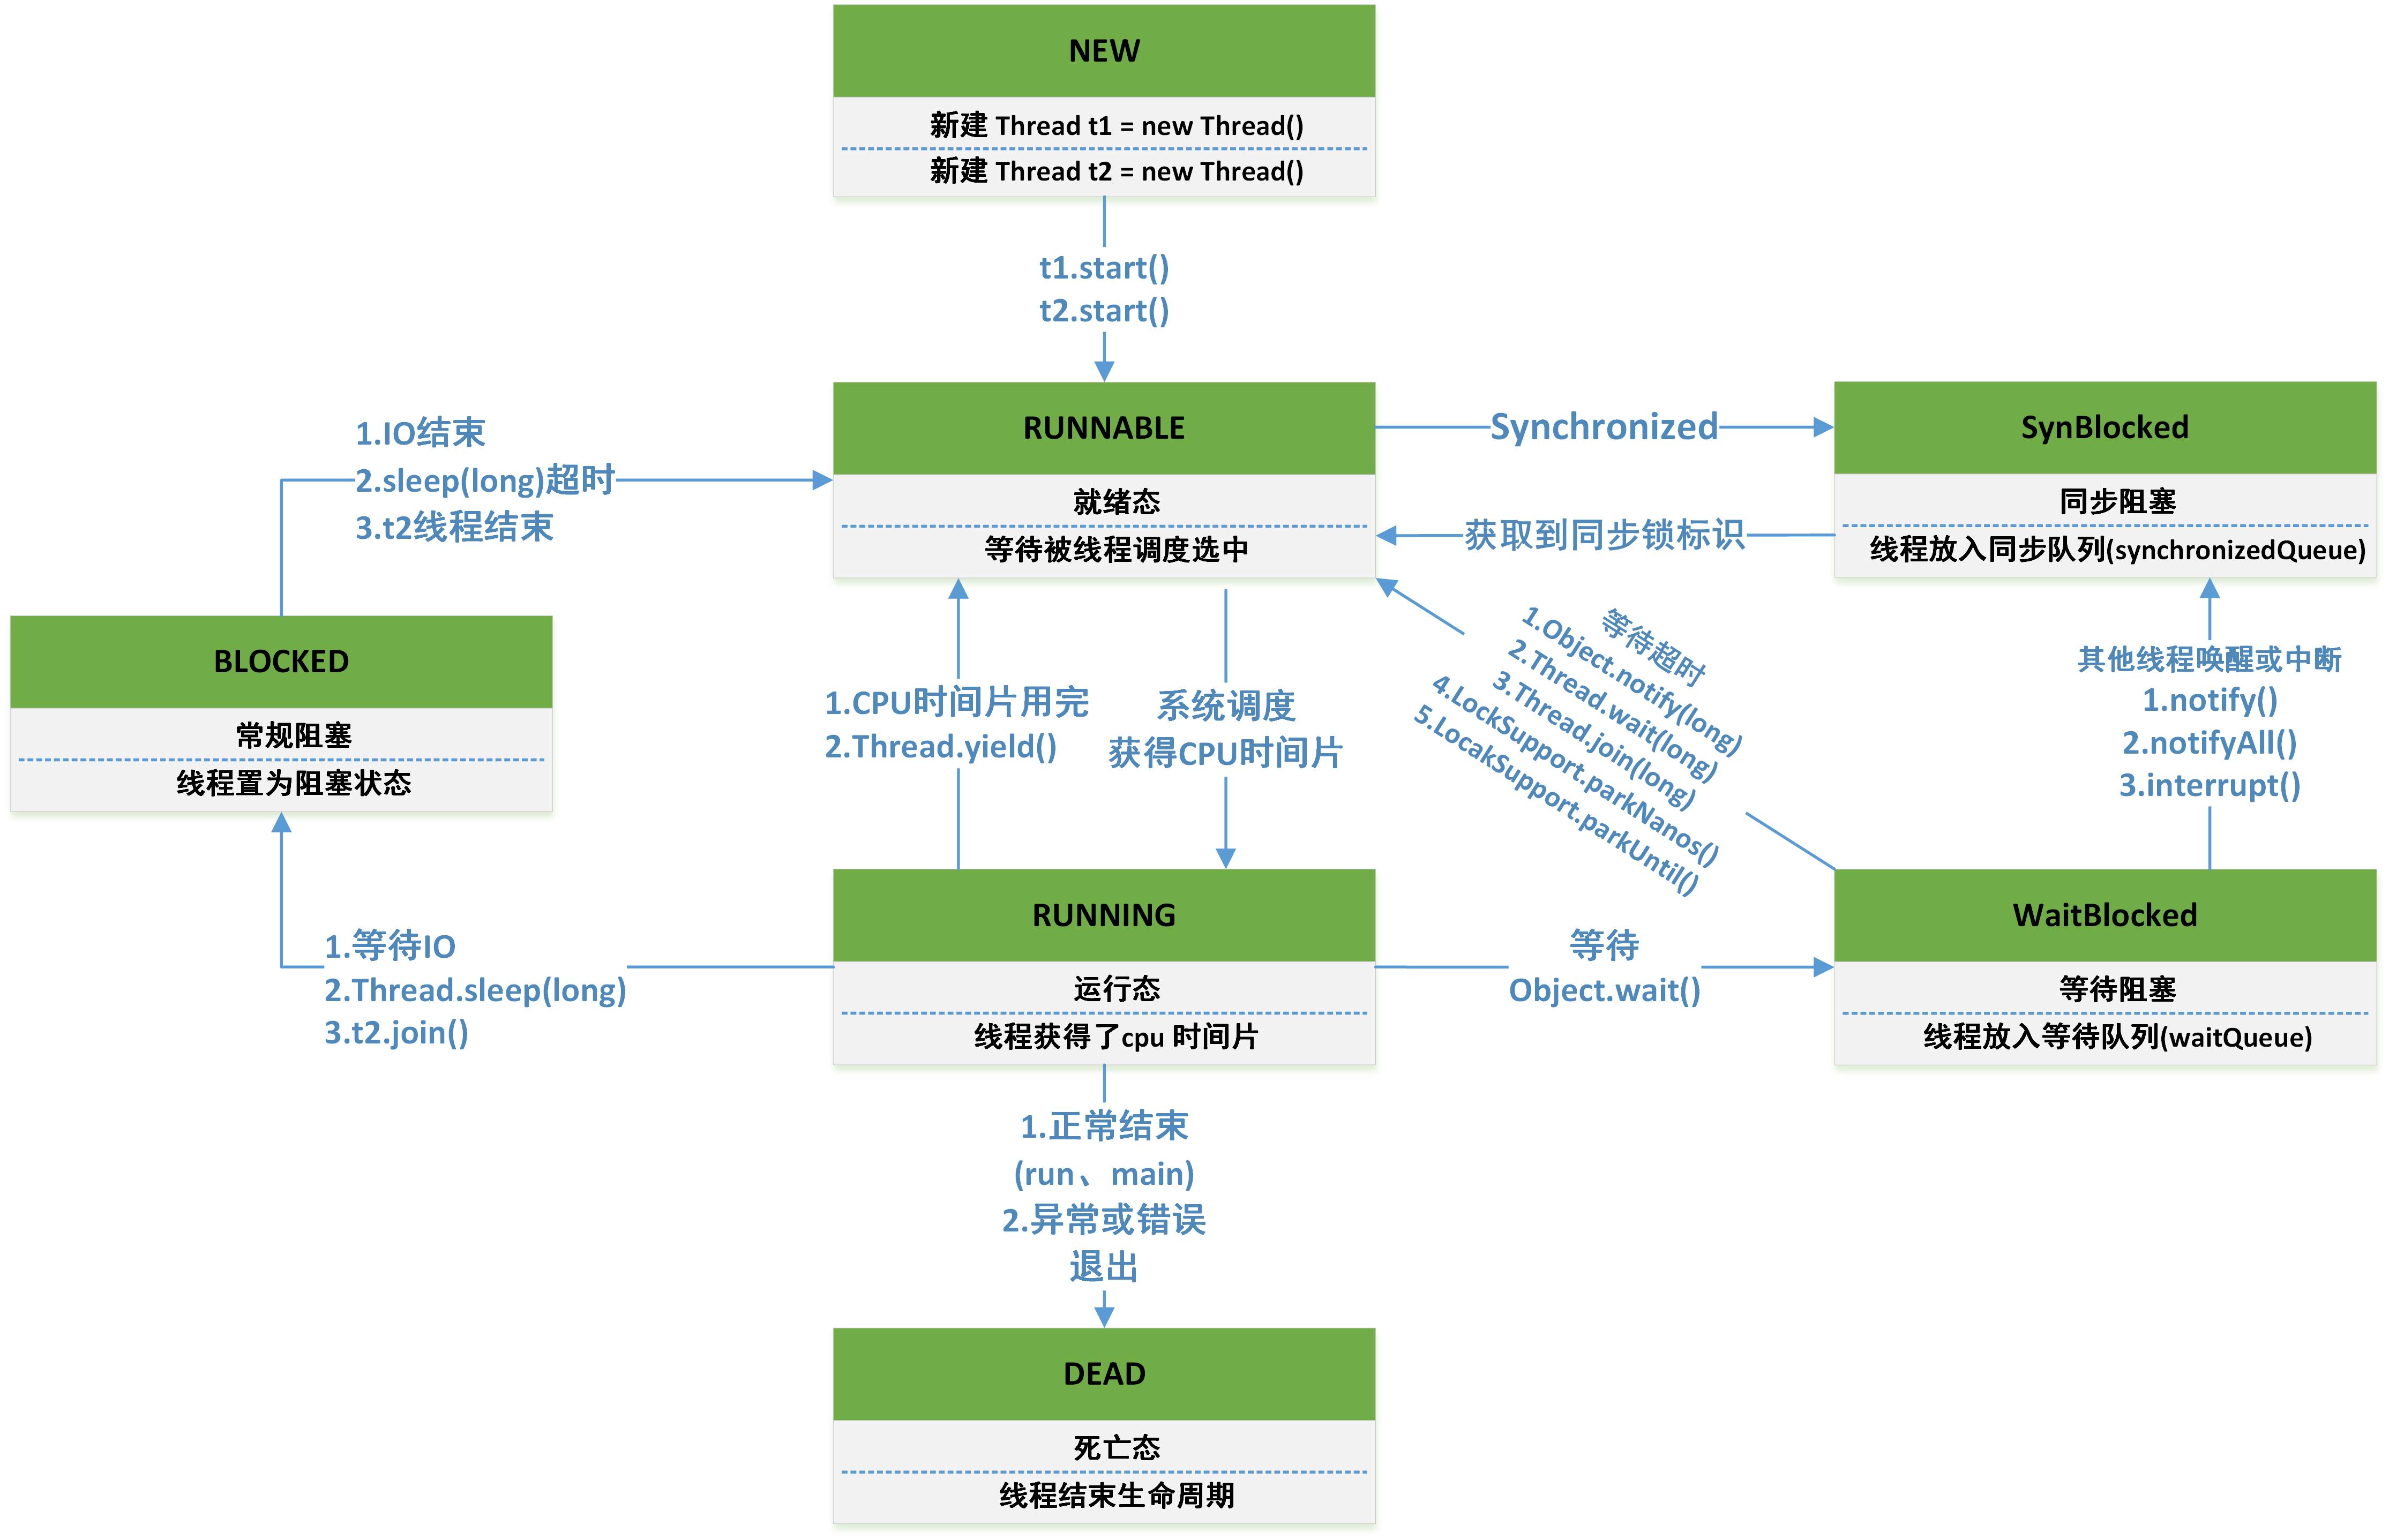 NEW
新建 Thread t1 = new Thread()
新建 Thread t2 = new Thread()
t1.start()
t2.start()
RUNNABLE
就绪态
等待被线程调度选中
Synchronized
获取到同步锁标识
SynBlocked
同步阻塞
线程放入同步队列(synchronizedQueue)
1.IO结束
2.sleep(long)超时
3.t2线程结束
BLOCKED
常规阻塞
线程置为阻塞状态
1.CPU时间片用完
2.Thread.yield()
系统调度
获得CPU时间片
等待超时
1.Object.notify(long)
2.Thread.wait(long)
3.Thread.join(long)
4.LockSupport.parkNanos()
5.LocakSupport.parkUntil()
其他线程唤醒或中断
1.notify()
2.notifyAll()
3.interrupt()
1.等待IO
2.Thread.sleep(long)
3.t2.join()
RUNNING
运行态
线程获得了cpu 时间片
等待
Object.wait()
WaitBlocked
等待阻塞
线程放入等待队列(waitQueue)
1.正常结束
(run、main)
2.异常或错误
退出
DEAD
死亡态
线程结束生命周期